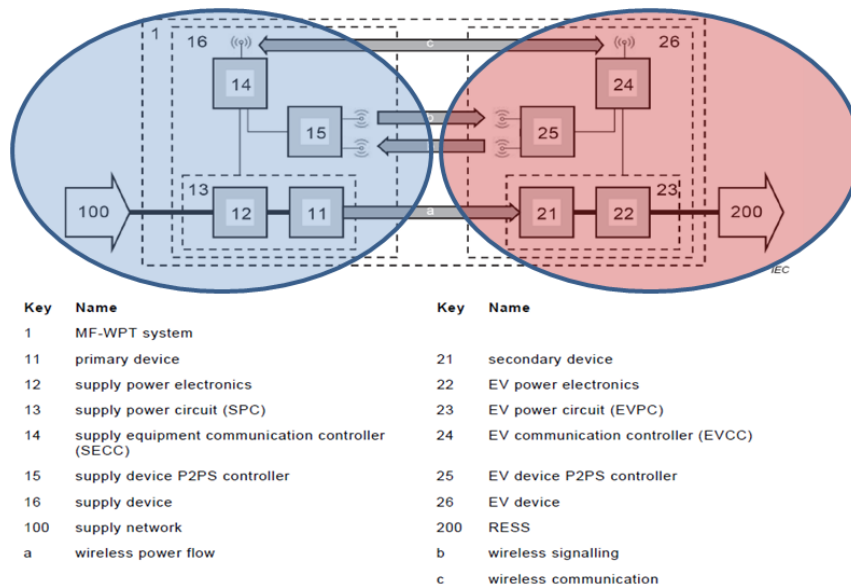 1
16
c
26
14
24
15
b
25
13
23
100
12
11
a
21
22
200
IEC
Key Name Key Name
1 MF-WPT system
11 primary device 21 secondary device
12 supply power electronics 22 EV power electronics
13 supply power circuit (SPC) 23 EV power circuit (EVPC)
14 supply equipment communication controller 24 EV communication controller (EVCC)
(SECC)
15 supply device P2PS controller 25 EV device P2PS controller
16 supply device 26 EV device
100 supply network 200 RESS
a wireless power flow b wireless signalling
c wireless communication